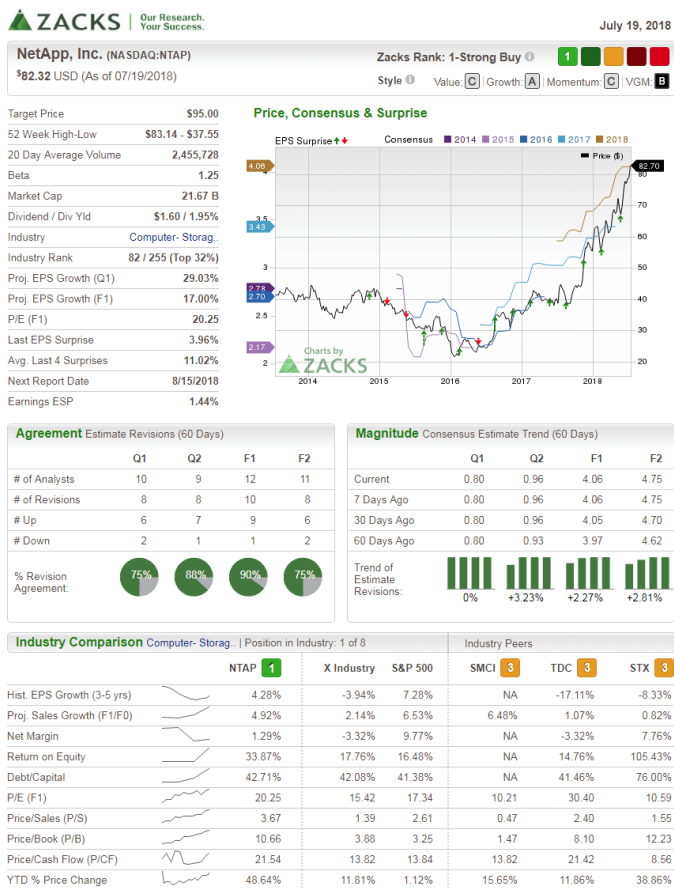 ZACKS Our Research. Your Success.
July 19, 2018
NetApp, Inc. (NASDAQ:NTAP)
$82.32 USD (As of 07/19/2018)
Zacks Rank: 1-Strong Buy 1
Style Value: C Growth: A Momentum: C VGM: B
Target Price $95.00
52 Week High-Low $83.14 - $37.55
20 Day Average Volume 2,455,728
Beta 1.25
Market Cap 21.67 B
Dividend / Div Yld $1.60 / 1.95%
Industry Computer- Storag..
Industry Rank 82 / 255 (Top 32%)
Proj. EPS Growth (Q1) 29.03%
Proj. EPS Growth (F1) 17.00%
P/E (F1) 20.25
Last EPS Surprise 3.96%
Avg. Last 4 Surprises 11.02%
Next Report Date 8/15/2018
Earnings ESP 1.44%
Price, Consensus & Surprise
EPS Surprise Consensus 2014 2015 2016 2017 2018
Price ($)
4.06
4
3.5
3.43
3
2.78
2.70
2.5
2.17
2
82.70
80
70
60
50
40
30
20
Charts by
ZACKS
2014 2015 2016 2017 2018
Agreement Estimate Revisions (60 Days)
Q1 Q2 F1 F2
# of Analysts 10 9 12 11
# of Revisions 8 8 10 8
# Up 6 7 9 6
# Down 2 1 1 2
% Revision Agreement: 75% 88% 90% 75%
Magnitude Consensus Estimate Trend (60 Days)
Q1 Q2 F1 F2
Current 0.80 0.96 4.06 4.75
7 Days Ago 0.80 0.96 4.06 4.75
30 Days Ago 0.80 0.96 4.05 4.70
60 Days Ago 0.80 0.93 3.97 4.62
Trend of
Estimate
Revisions:
0% +3.23% +2.27% +2.81%
Industry Comparison Computer- Storag.. | Position in Industry: 1 of 8
Industry Peers
NTAP 1 X Industry S&P 500 SMCI 3 TDC 3 STX 3
Hist. EPS Growth (3-5 yrs) 4.28% -3.94% 7.28% NA -17.11% -8.33%
Proj. Sales Growth (F1/F0) 4.92% 2.14% 6.53% 6.48% 1.07% 0.82%
Net Margin 1.29% -3.32% 9.77% NA -3.32% 7.76%
Return on Equity 33.87% 17.76% 16.48% NA 14.76% 105.43%
Debt/Capital 42.71% 42.08% 41.38% NA 41.46% 76.00%
P/E (F1) 20.25 15.42 17.34 10.21 30.40 10.59
Price/Sales (P/S) 3.67 1.39 2.61 0.47 2.40 1.55
Price/Book (P/B) 10.66 3.88 3.25 1.47 8.10 12.23
Price/Cash Flow (P/CF) 21.54 13.82 13.84 13.82 21.42 8.56
YTD % Price Change 48.64% 11.81% 1.12% 15.65% 11.86% 38.86%